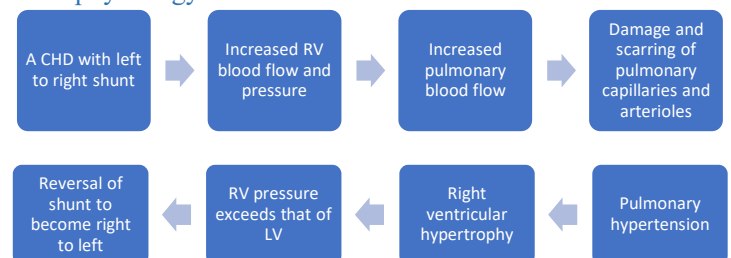 A CHD with left
to right shunt
Increased RV
blood flow and
pressure
Increased
pulmonary
blood flow
Damage and
scarring of
pulmonary
capillaries and
arterioles
Pulmonary
hypertension
Right
ventricular
hypertrophy
RV pressure
exceeds that of
LV
Reversal of
shunt to
become right
to left